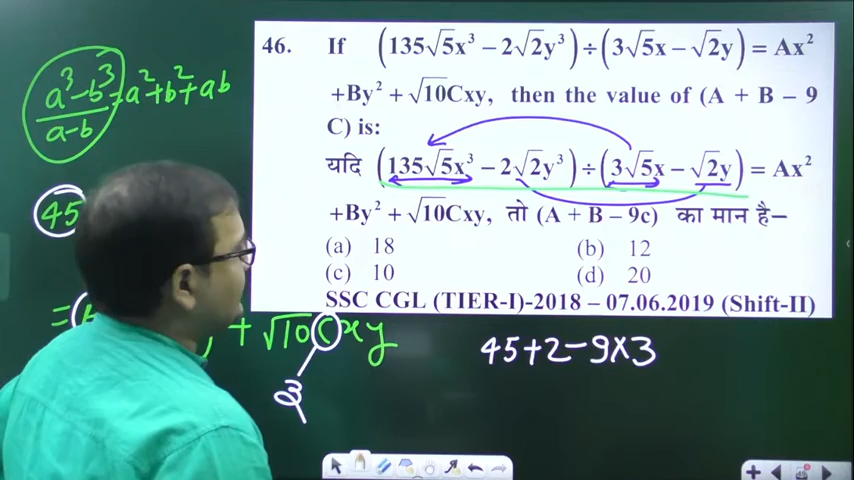 46. If (135√5x³ – 2√2y³) ÷ (3√5x – √2y) = Ax²
+By² + √10Cxy, then the value of (A + B – 9
C) is:
यदि (135√5x³ – 2√2y³) ÷ (3√5x – √2y) = Ax²
+By² + √10Cxy, तो (A + B – 9c) का मान है–
(a) 18 (b) 12
(c) 10 (d) 20
SSC CGL (TIER-I)-2018 – 07.06.2019 (Shift-II)
a³-b³/a-b = a²+b²+ab
45
=
+ √10Cxy
3
45+2-9×3